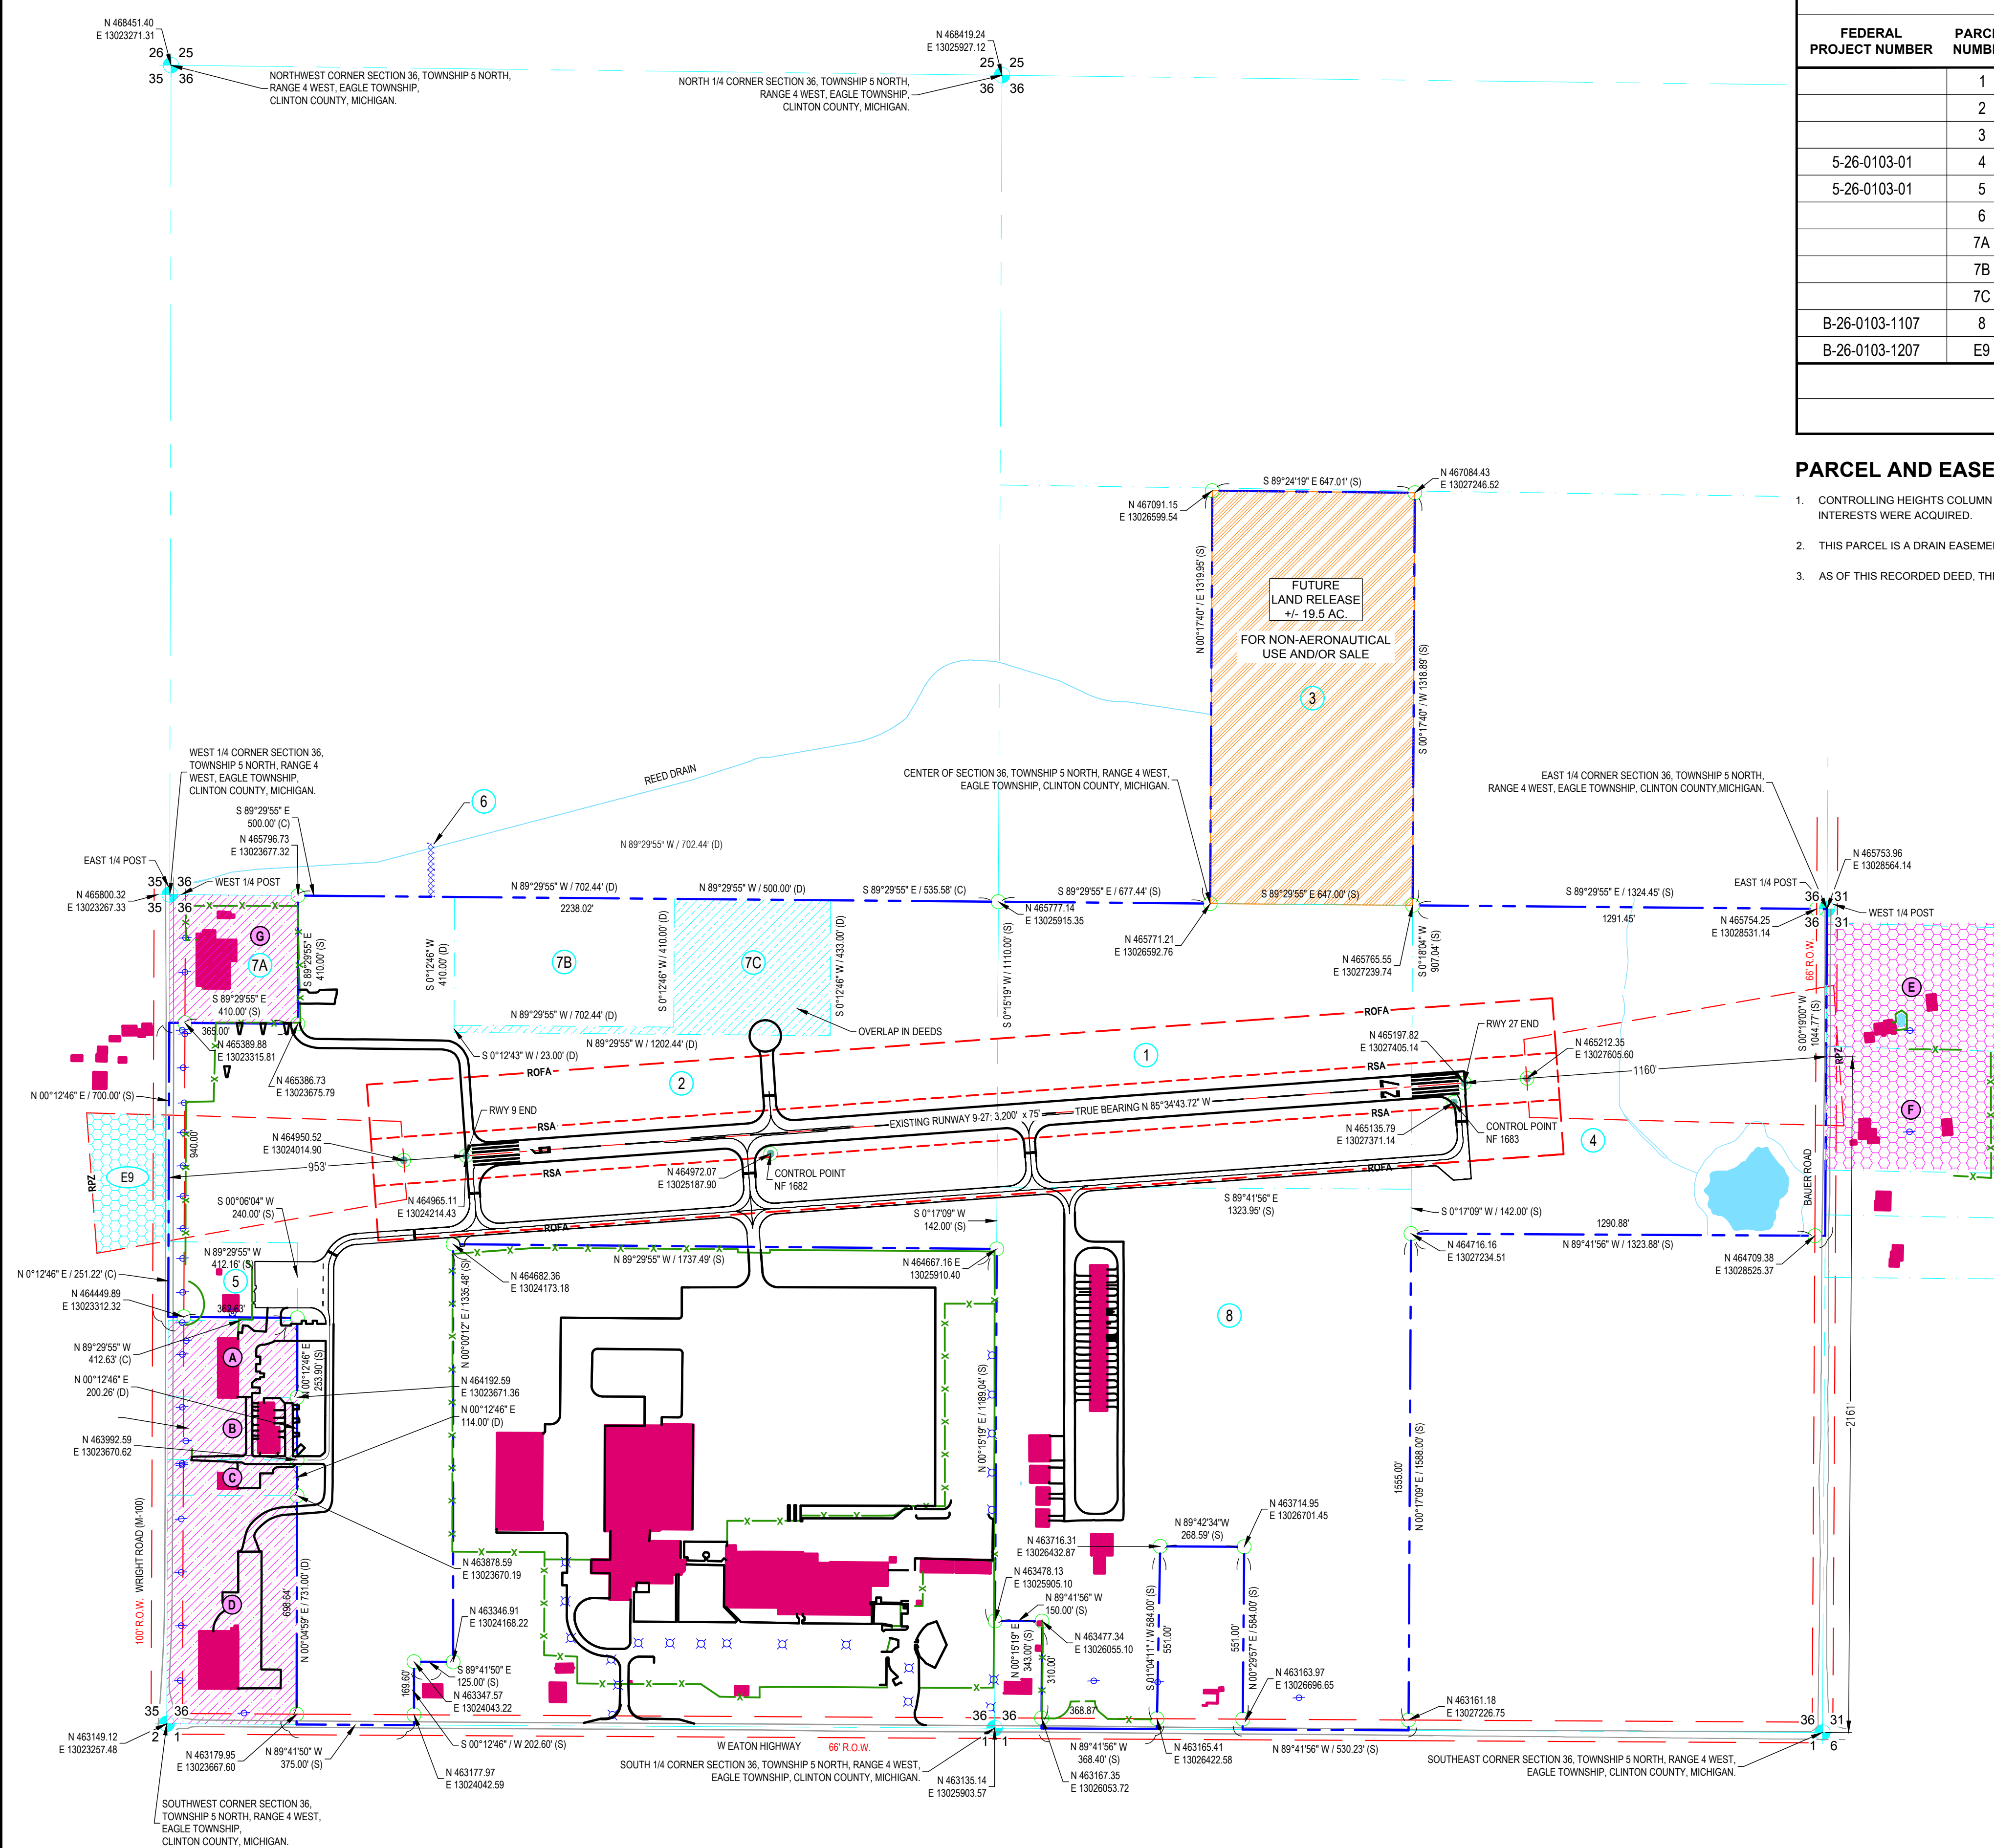 N 468451.40
E 13023271.31
26 25
35 36
NORTHWEST CORNER SECTION 36, TOWNSHIP 5 NORTH,
RANGE 4 WEST, EAGLE TOWNSHIP,
CLINTON COUNTY, MICHIGAN.
N 468419.24
E 13025927.12
25 25
36 36
NORTH 1/4 CORNER SECTION 36, TOWNSHIP 5 NORTH,
RANGE 4 WEST, EAGLE TOWNSHIP,
CLINTON COUNTY, MICHIGAN.
FEDERAL
PROJECT NUMBER
1
2
3
5-26-0103-01 4
5-26-0103-01 5
6
7A
7B
7C
B-26-0103-1107 8
B-26-0103-1207 E9
PARCEL AND
1. CONTROLLING HEIGHTS COLUMN
INTERESTS WERE ACQUIRED.
2. THIS PARCEL IS A DRAIN
3. AS OF THIS RECORDED DEED,
S 89°24'19" E 647.01' (S)
N 467084.43
E 13027246.52
N 467091.15
E 13026599.54
N 00°17'40" / E 1319.95' (S)
FUTURE
LAND RELEASE
+/- 19.5 AC.
FOR NON-AERONAUTICAL
USE AND/OR SALE
3
S 00°17'40" / W 1318.89' (S)
WEST 1/4 CORNER SECTION 36,
TOWNSHIP 5 NORTH, RANGE 4
WEST, EAGLE TOWNSHIP,
CLINTON COUNTY, MICHIGAN.
REED DRAIN
6
CENTER OF SECTION 36, TOWNSHIP 5 NORTH, RANGE 4 WEST,
EAGLE TOWNSHIP, CLINTON COUNTY, MICHIGAN.
EAST 1/4 CORNER SECTION 36, TOWNSHIP 5 NORTH,
RANGE 4 WEST, EAGLE TOWNSHIP, CLINTON COUNTY,MICHIGAN.
S 89°29'55" E
500.00' (C)
N 465796.73
E 13023677.32
N 89°29'55" W / 702.44' (D)
EAST 1/4 POST
35 36
35 36
WEST 1/4 POST
N 465800.32
E 13023267.33
N 89°29'55" W / 702.44' (D)
2238.02'
N 89°29'55" W / 500.00' (D)
S 89°29'55" E / 535.58' (C)
S 89°29'55" E / 677.44' (S)
S 89°29'55" E 647.00' (S)
S 89°29'55" E / 1324.45' (S)
1291.45'
N 465753.96
E 13028564.14
EAST 1/4 POST
36 31
36 31
WEST 1/4 POST
N 465754.25
E 13028531.14
N 465777.14
E 13025915.35
N 465771.21
E 13026592.76
N 465765.55
E 13027239.74
S 0°18'04" W
907.04' (S)
66' R.O.W.
G
7A
S 89°29'55" E
410.00' (S)
S 89°29'55" E
410.00' (S)
365.00'
S 0°12'46" W
410.00' (D)
7B
S 0°12'46" W / 410.00' (D)
7C
S 0°12'46" W / 433.00' (D)
S 0°15'19" W / 1110.00' (S)
N 89°29'55" W / 702.44' (D)
OVERLAP IN DEEDS
N 89°29'55" W / 1202.44' (D)
S 0°12'43" W / 23.00' (D)
N 465389.88
E 13023315.81
N 465386.73
E 13023675.79
N 00°12'46" E / 700.00' (S)
940.00'
ROFA
2
1
ROFA
RSA
N 465197.82
E 13027405.14
RWY 27 END
N 465212.35
E 13027605.60
1160'
S 00°19'00" W
1044.77' (S)
RPZ
E
F
RWY 9 END
RSA
EXISTING RUNWAY 9-27: 3,200' x 75'
TRUE BEARING N 85°34'43.72" W
27
RSA
N 465135.79
E 13027371.14
CONTROL POINT
NF 1683
4
N 464950.52
E 13024014.90
953'
9
RSA
N 464972.07
E 13025187.90
CONTROL POINT
NF 1682
ROFA
RPZ
E9
N 464965.11
E 13024214.43
ROFA
S 00°06'04" W
240.00' (S)
N 89°29'55" W
412.16' (S)
5
N 0°12'46" E / 251.22' (C)
N 464449.89
E 13023312.32
369.63'
N 89°29'55" W
412.63' (C)
A
N 00°12'46" E
253.90' (S)
N 00°12'46" E
200.26' (D)
B
N 463992.59
E 13023670.62
C
N 464192.59
E 13023671.36
N 00°12'46" E
114.00' (D)
N 00°00'12" E / 1335.48' (S)
N 464682.36
E 13024173.18
N 89°29'55" W / 1737.49' (S)
N 464667.16 E
13025910.40
S 0°17'09" W
142.00' (S)
S 89°41'56" E
1323.95' (S)
S 0°17'09" W / 142.00' (S)
N 464716.16
E 13027234.51
1290.88'
N 89°41'56" W / 1323.88' (S)
N 464709.38
E 13028525.37
BAUER ROAD
2161'
8
N 00°15'19" E / 1189.04' (S)
1555.00'
N 00°17'09" E / 1588.00' (S)
100' R.O.W. WRIGHT ROAD (M-100)
D
698.64'
N 00°04'59" E / 731.00' (D)
N 463878.59
E 13023670.19
N 463346.91
E 13024168.22
S 89°41'50" E
125.00' (S)
169.60'
N 463347.57
E 13024043.22
S 00°12'46" / W 202.60' (S)
N 463177.97
E 13024042.59
35 36
2 1
N 463149.12
E 13023257.48
N 463179.95
E 13023667.60
N 89°41'50" W
375.00' (S)
SOUTHWEST CORNER SECTION 36,
TOWNSHIP 5 NORTH, RANGE 4 WEST,
EAGLE TOWNSHIP,
CLINTON COUNTY, MICHIGAN.
W EATON HIGHWAY 66' R.O.W.
SOUTH 1/4 CORNER SECTION 36, TOWNSHIP 5 NORTH, RANGE 4 WEST,
EAGLE TOWNSHIP, CLINTON COUNTY, MICHIGAN.
36 36
1 1
N 463135.14
E 13025903.57
N 463478.13
E 13025905.10
N 89°41'56" W
150.00' (S)
N 00°15'19" E
343.00' (S)
310.00'
N 463477.34
E 13026055.10
N 463716.31
E 13026432.87
N 89°42'34"W
268.59' (S)
N 463714.95
E 13026701.45
S 01°04'11" / W 584.00' (S)
551.00'
551.00'
N 00°29'57" E / 584.00' (S)
N 463163.97
E 13026696.65
368.87'
N 89°41'56" W
368.40' (S)
N 463167.35
E 13026053.72
N 463165.41
E 13026422.58
N 89°41'56" W / 530.23' (S)
N 463161.18
E 13027226.75
36 31
1 6
SOUTHEAST CORNER SECTION 36, TOWNSHIP 5 NORTH, RANGE 4 WEST,
EAGLE TOWNSHIP, CLINTON COUNTY, MICHIGAN.